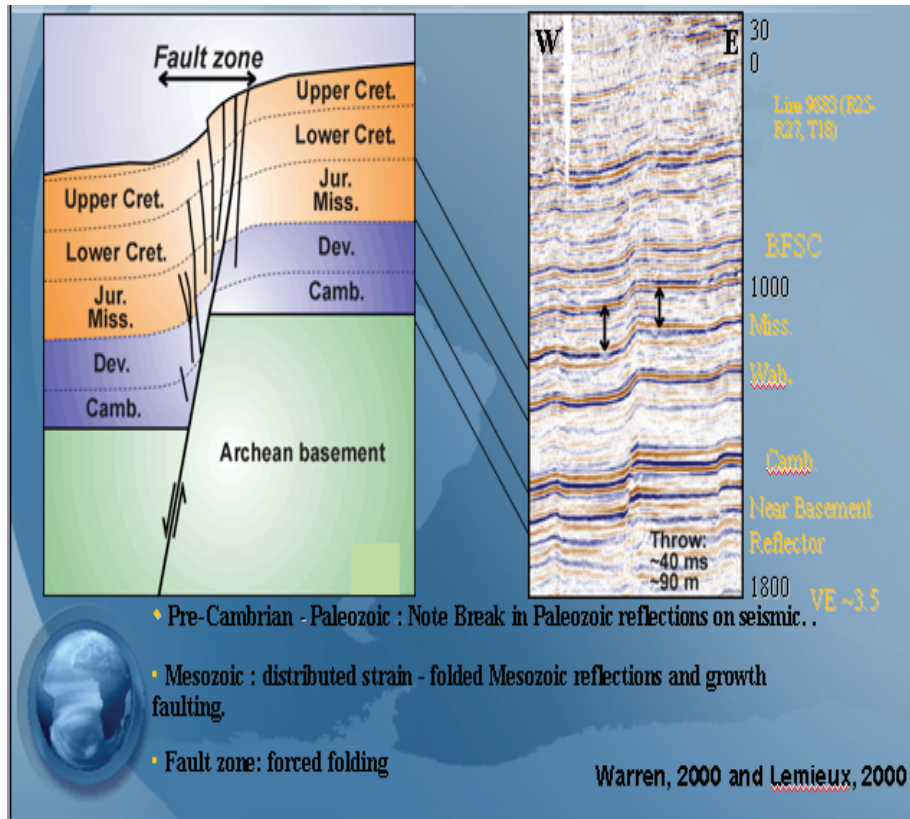 Fault zone
Upper Cret.
Lower Cret.
Jur.
Miss.
Dev.
Camb.
Upper Cret.
Lower Cret.
Jur.
Miss.
Dev.
Camb.
Archean basement
W E
30
0
Line 9683 (R25-
R27, T18)
BFSC
1000
Miss.
Wab.
Camb.
Near Basement
Reflector
Throw:
~40 ms
~90 m
1800
VE ~3.5
• Pre-Cambrian - Paleozoic : Note Break in Paleozoic reflections on seismic. .
• Mesozoic : distributed strain - folded Mesozoic reflections and growth
faulting.
• Fault zone: forced folding
Warren, 2000 and Lemieux, 2000